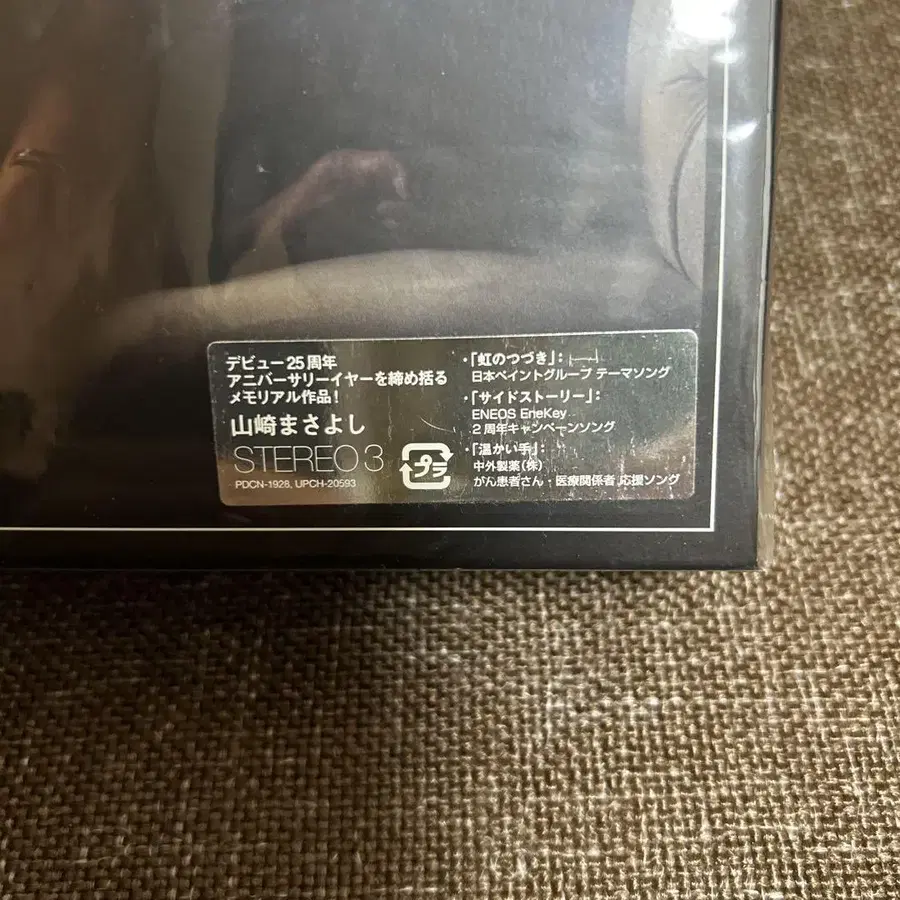 デビュー25周年
アニバーサリーイヤーを締め括る
メモリアル作品!
山崎まさよし
STEREO 3
PDCN-1928, UPCH-20593
プラ
・「虹のつづき」:
日本ペイントグループ テーマソング
・「サイドストーリー」:
ENEOS EneKey
2周年キャンペーンソング
・「温かい手」:
中外製薬(株)
がん患者さん・医療関係者 応援ソング